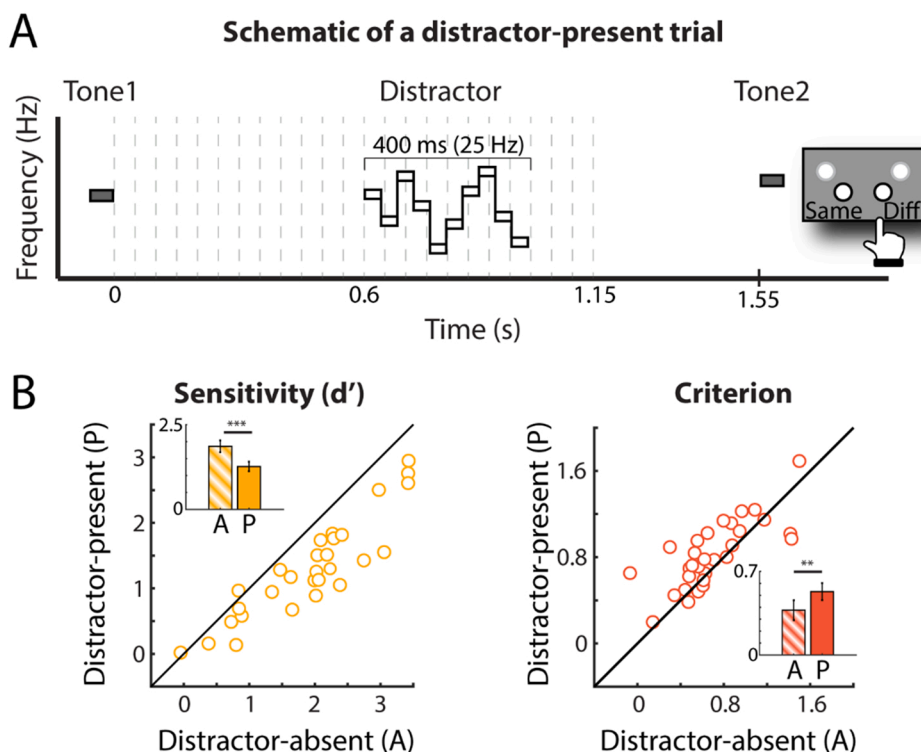 A
Schematic of a distractor-present trial
Tone1
Distractor
Tone2
400 ms (25 Hz)
Frequency (Hz)
Same Diff
0
0.6
1.15
1.55
Time (s)
B
Sensitivity (d’)
Distractor-present (P)
3
2
1
0
2.5
0
***
A P
0 1 2 3
Distractor-absent (A)
Criterion
Distractor-present (P)
1.6
0.8
0
0.7
0
**
A P
0 0.8 1.6
Distractor-absent (A)